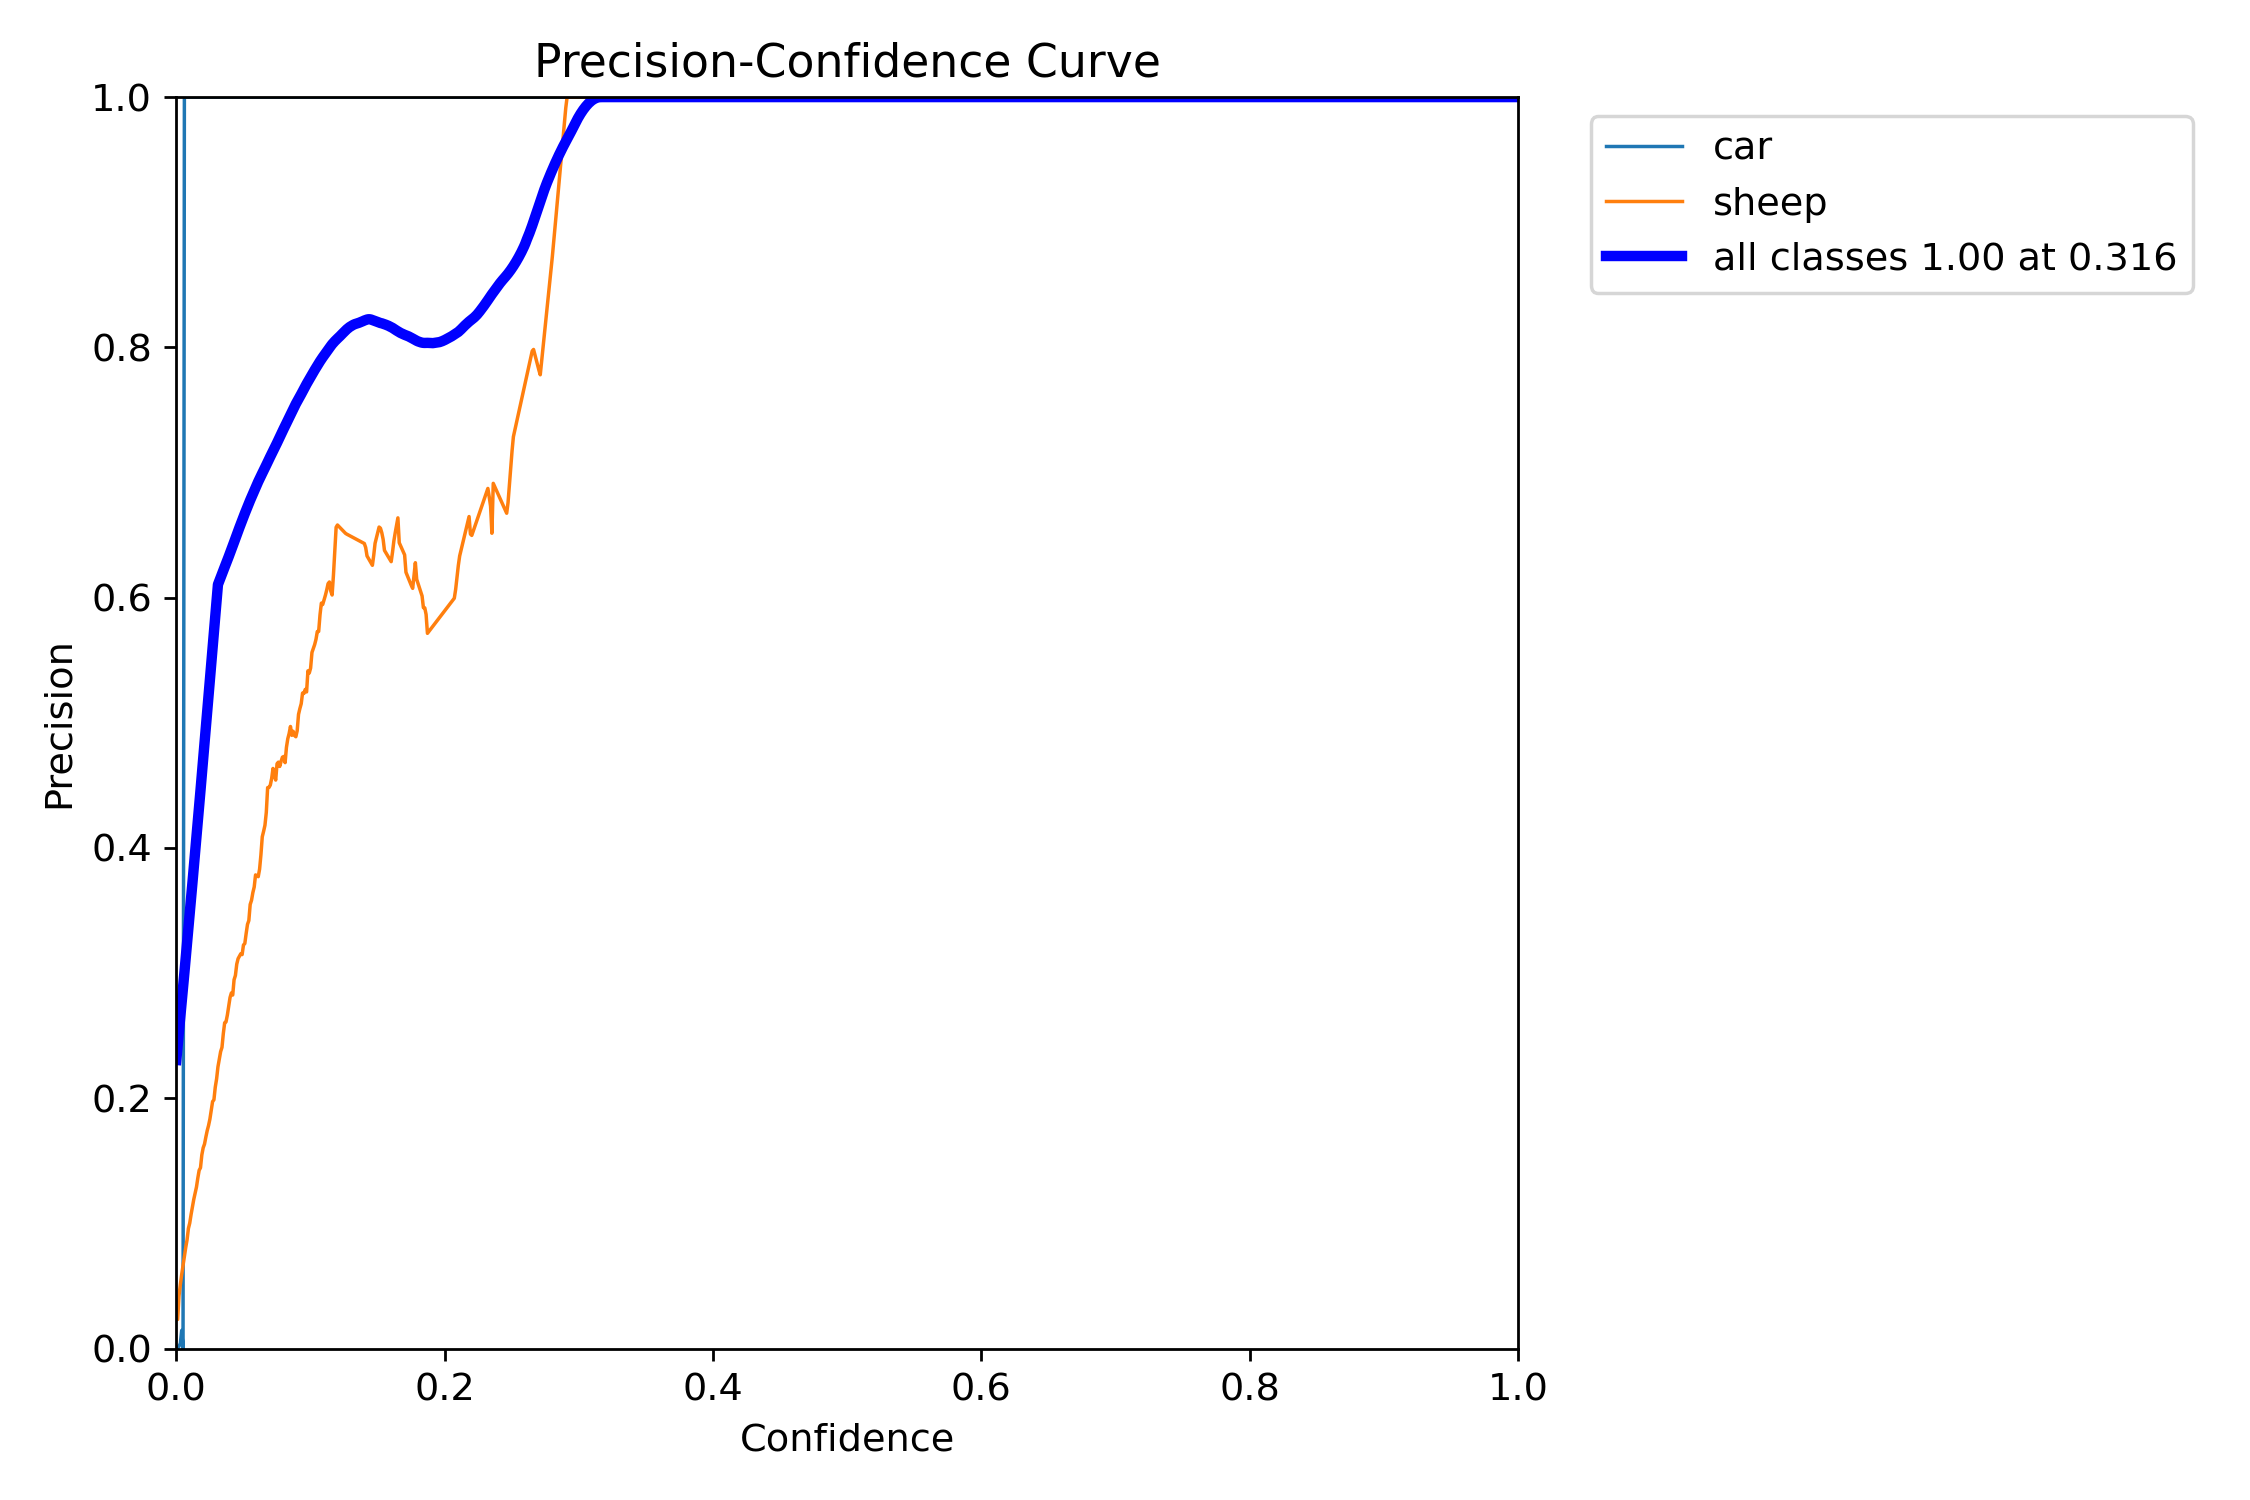 Precision-Confidence Curve
1.0
0.8
0.6
0.4
0.2
0.0
Precision
0.0 0.2 0.4 0.6 0.8 1.0
Confidence
car
sheep
all classes 1.00 at 0.316